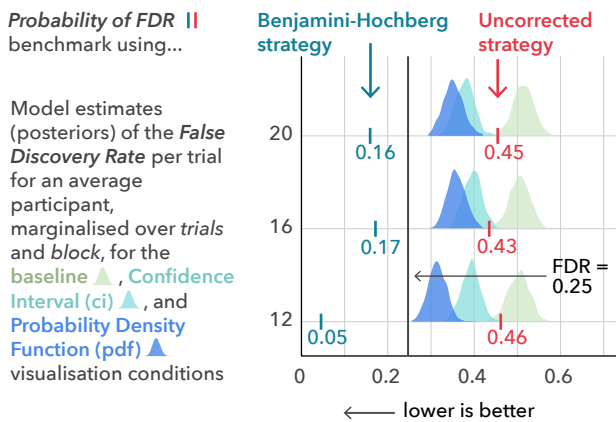 Probability of FDR
benchmark using...
Benjamini-Hochberg
strategy
Uncorrected
strategy
Model estimates
(posteriors) of the False
Discovery Rate per trial
for an average
participant,
marginalised over trials
and block, for the
baseline , Confidence
Interval (ci) , and
Probability Density
Function (pdf)
visualisation conditions
20
0.16
0.45
16
0.17
0.43
FDR =
0.25
12
0.05
0.46
0 0.2 0.4 0.6
lower is better